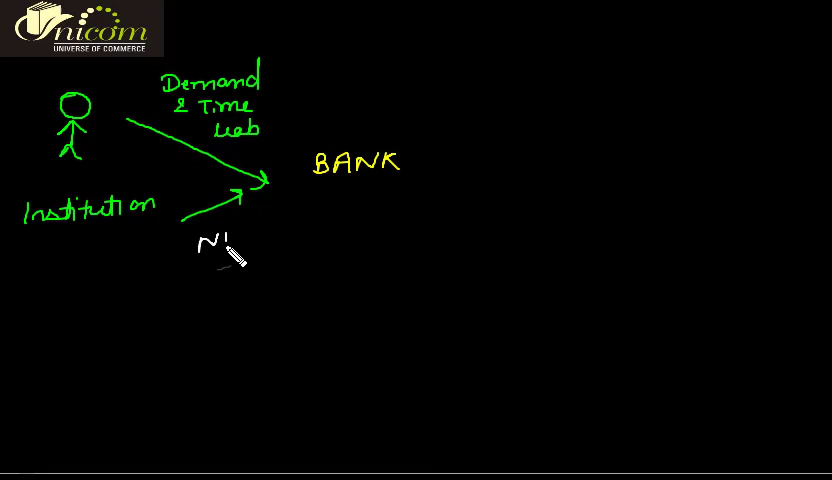 Unicom
UNIVERSE OF COMMERCE
Demand
& Time
Liab
BANK
Institution
N